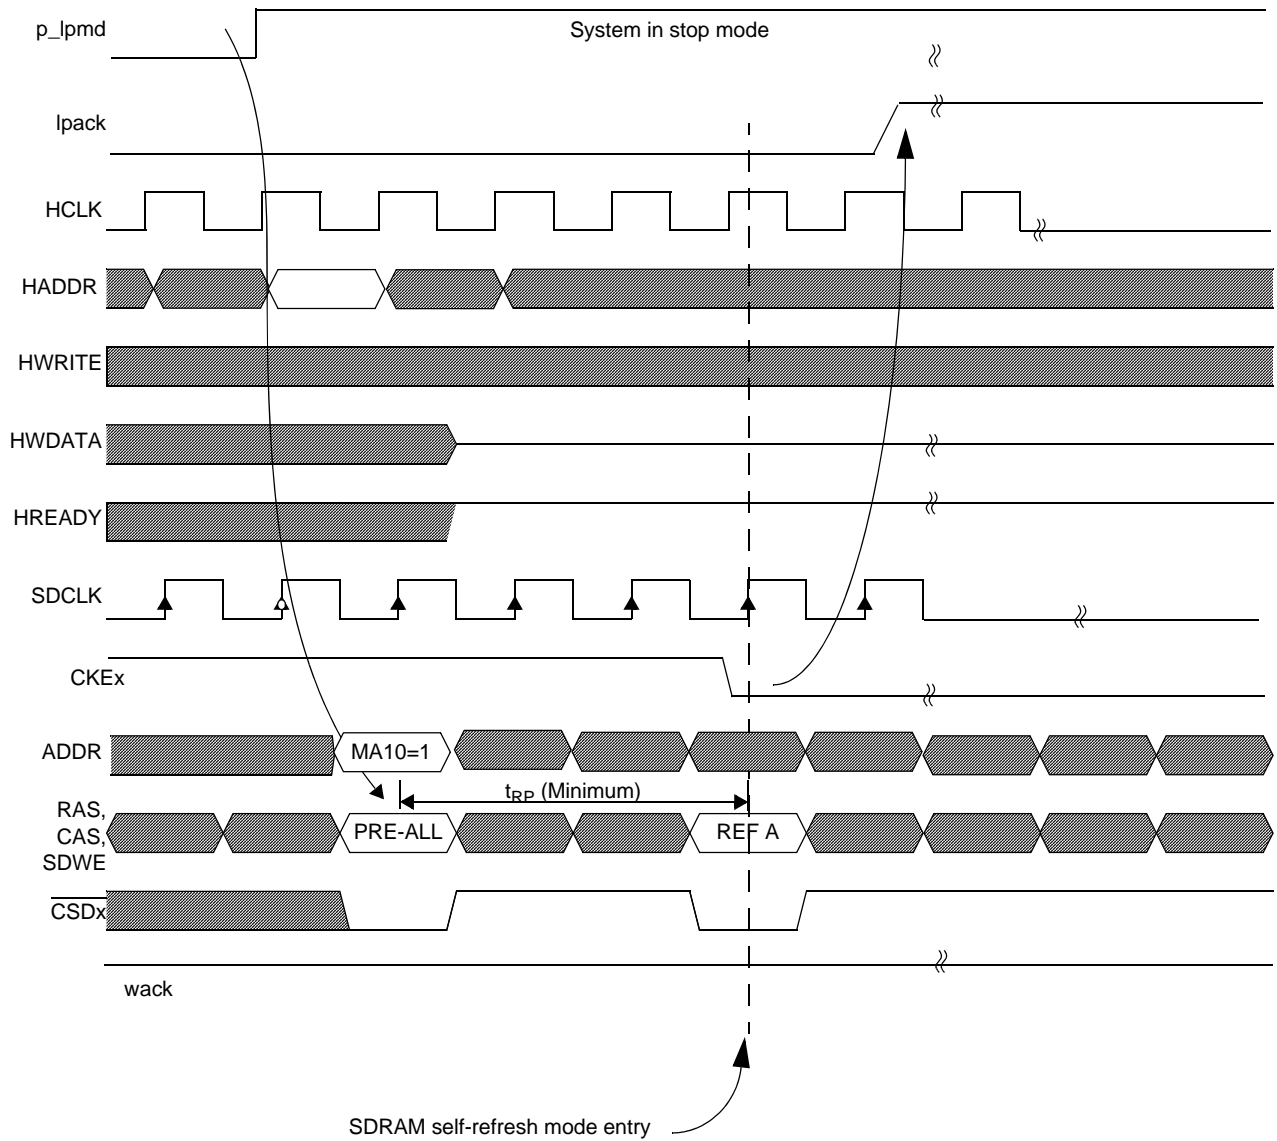 p_lpmd
System in stop mode
lpack
HCLK
HADDR
HWRITE
HWDATA
HREADY
SDCLK
CKEx
ADDR
MA10=1
tRP (Minimum)
RAS,
CAS,
SDWE
PRE-ALL
REF A
CSDx
wack
SDRAM self-refresh mode entry